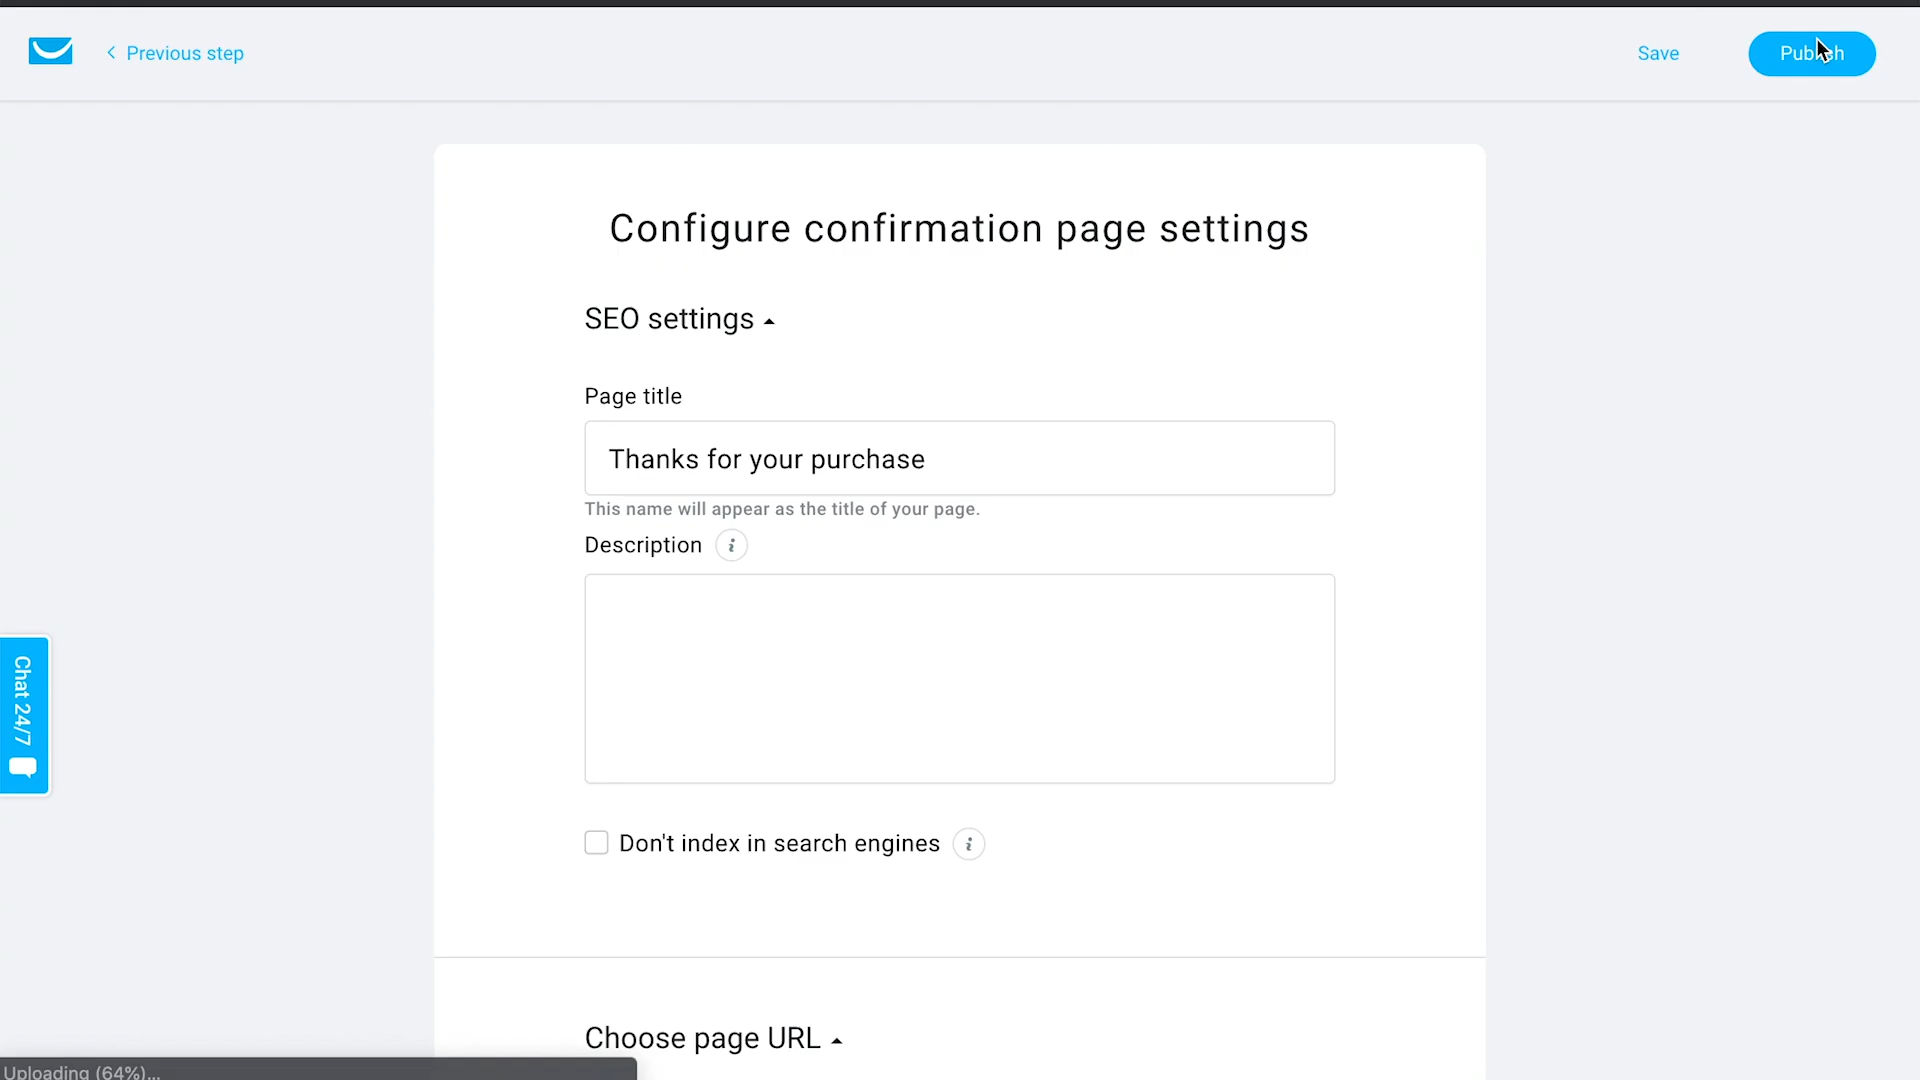 Previous step
Save
Publish
Configure confirmation page settings
SEO settings
Page title
Thanks for your purchase
This name will appear as the title of your page.
Description
i
Don't index in search engines
i
Choose page URL
Chat 24/7
Uploading (64%)...